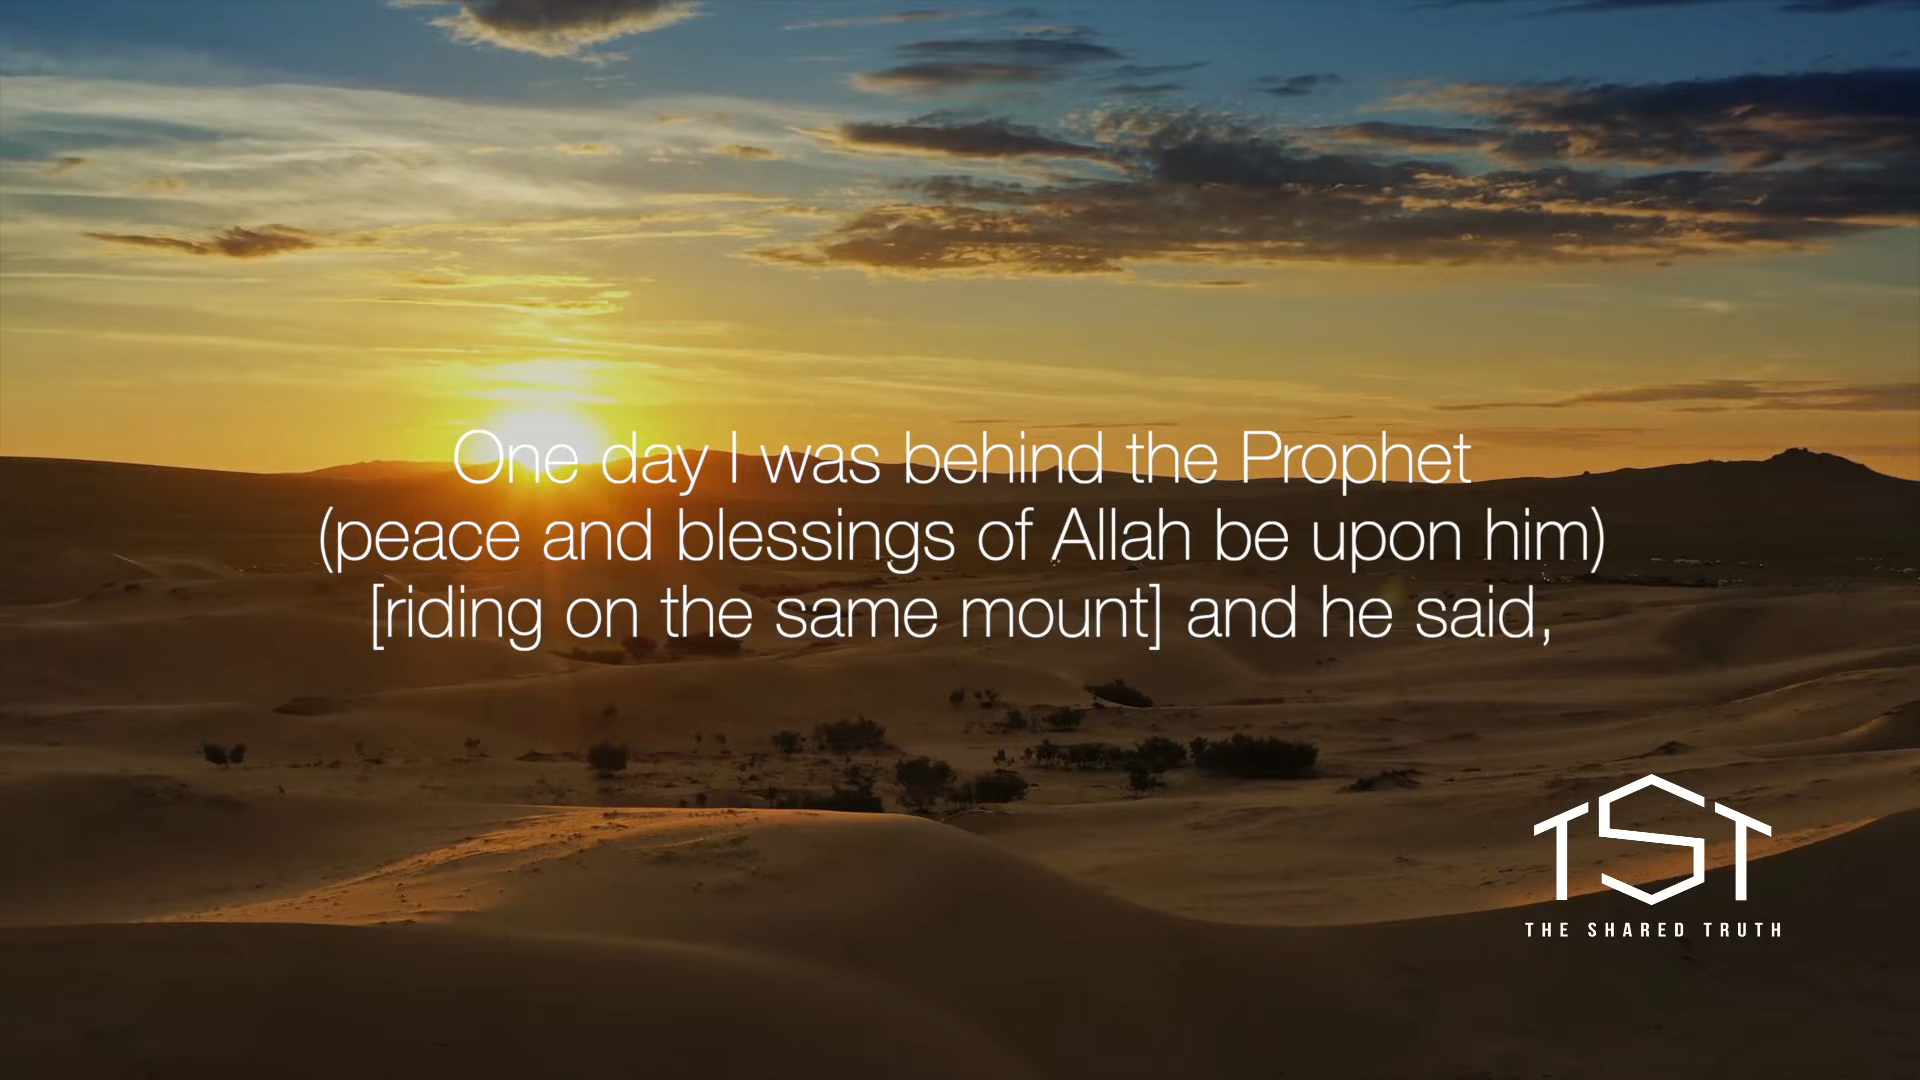 One day I was behind the Prophet
(peace and blessings of Allah be upon him)
[riding on the same mount] and he said,
TST
THE SHARED TRUTH